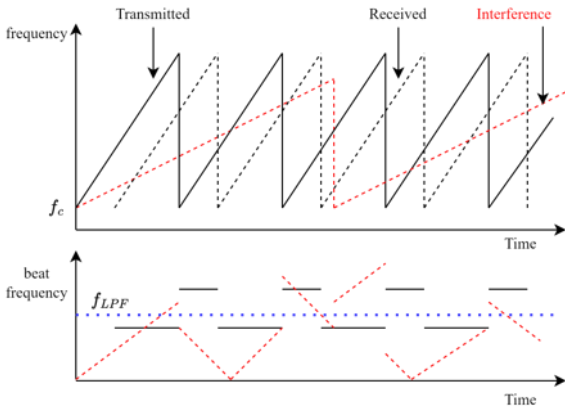 Transmitted
Received
Interference
frequency
f_c
Time
beat
frequency
f_LPF
Time